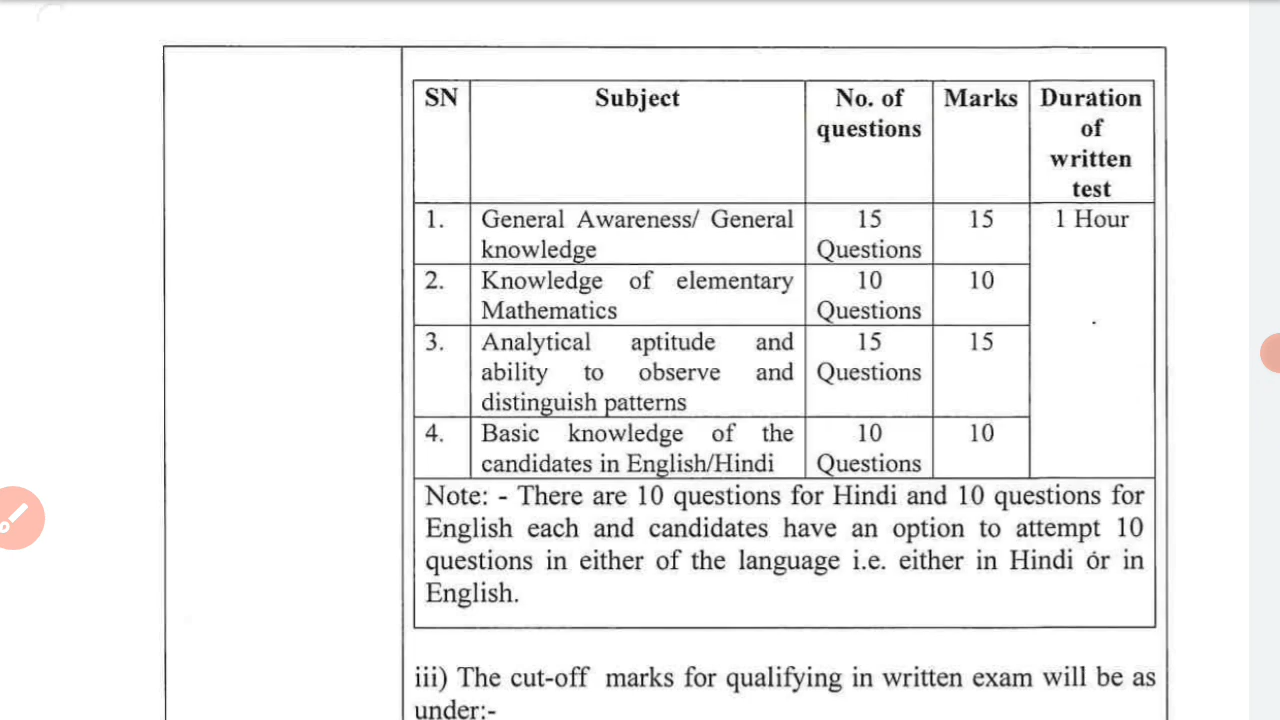 SN Subject No. of questions Marks Duration of written test
1. General Awareness/ General knowledge 15 Questions 15 1 Hour
2. Knowledge of elementary Mathematics 10 Questions 10
3. Analytical aptitude and ability to observe and distinguish patterns 15 Questions 15
4. Basic knowledge of the candidates in English/Hindi 10 Questions 10
Note: - There are 10 questions for Hindi and 10 questions for
English each and candidates have an option to attempt 10
questions in either of the language i.e. either in Hindi or in
English.
iii) The cut-off marks for qualifying in written exam will be as
under:-